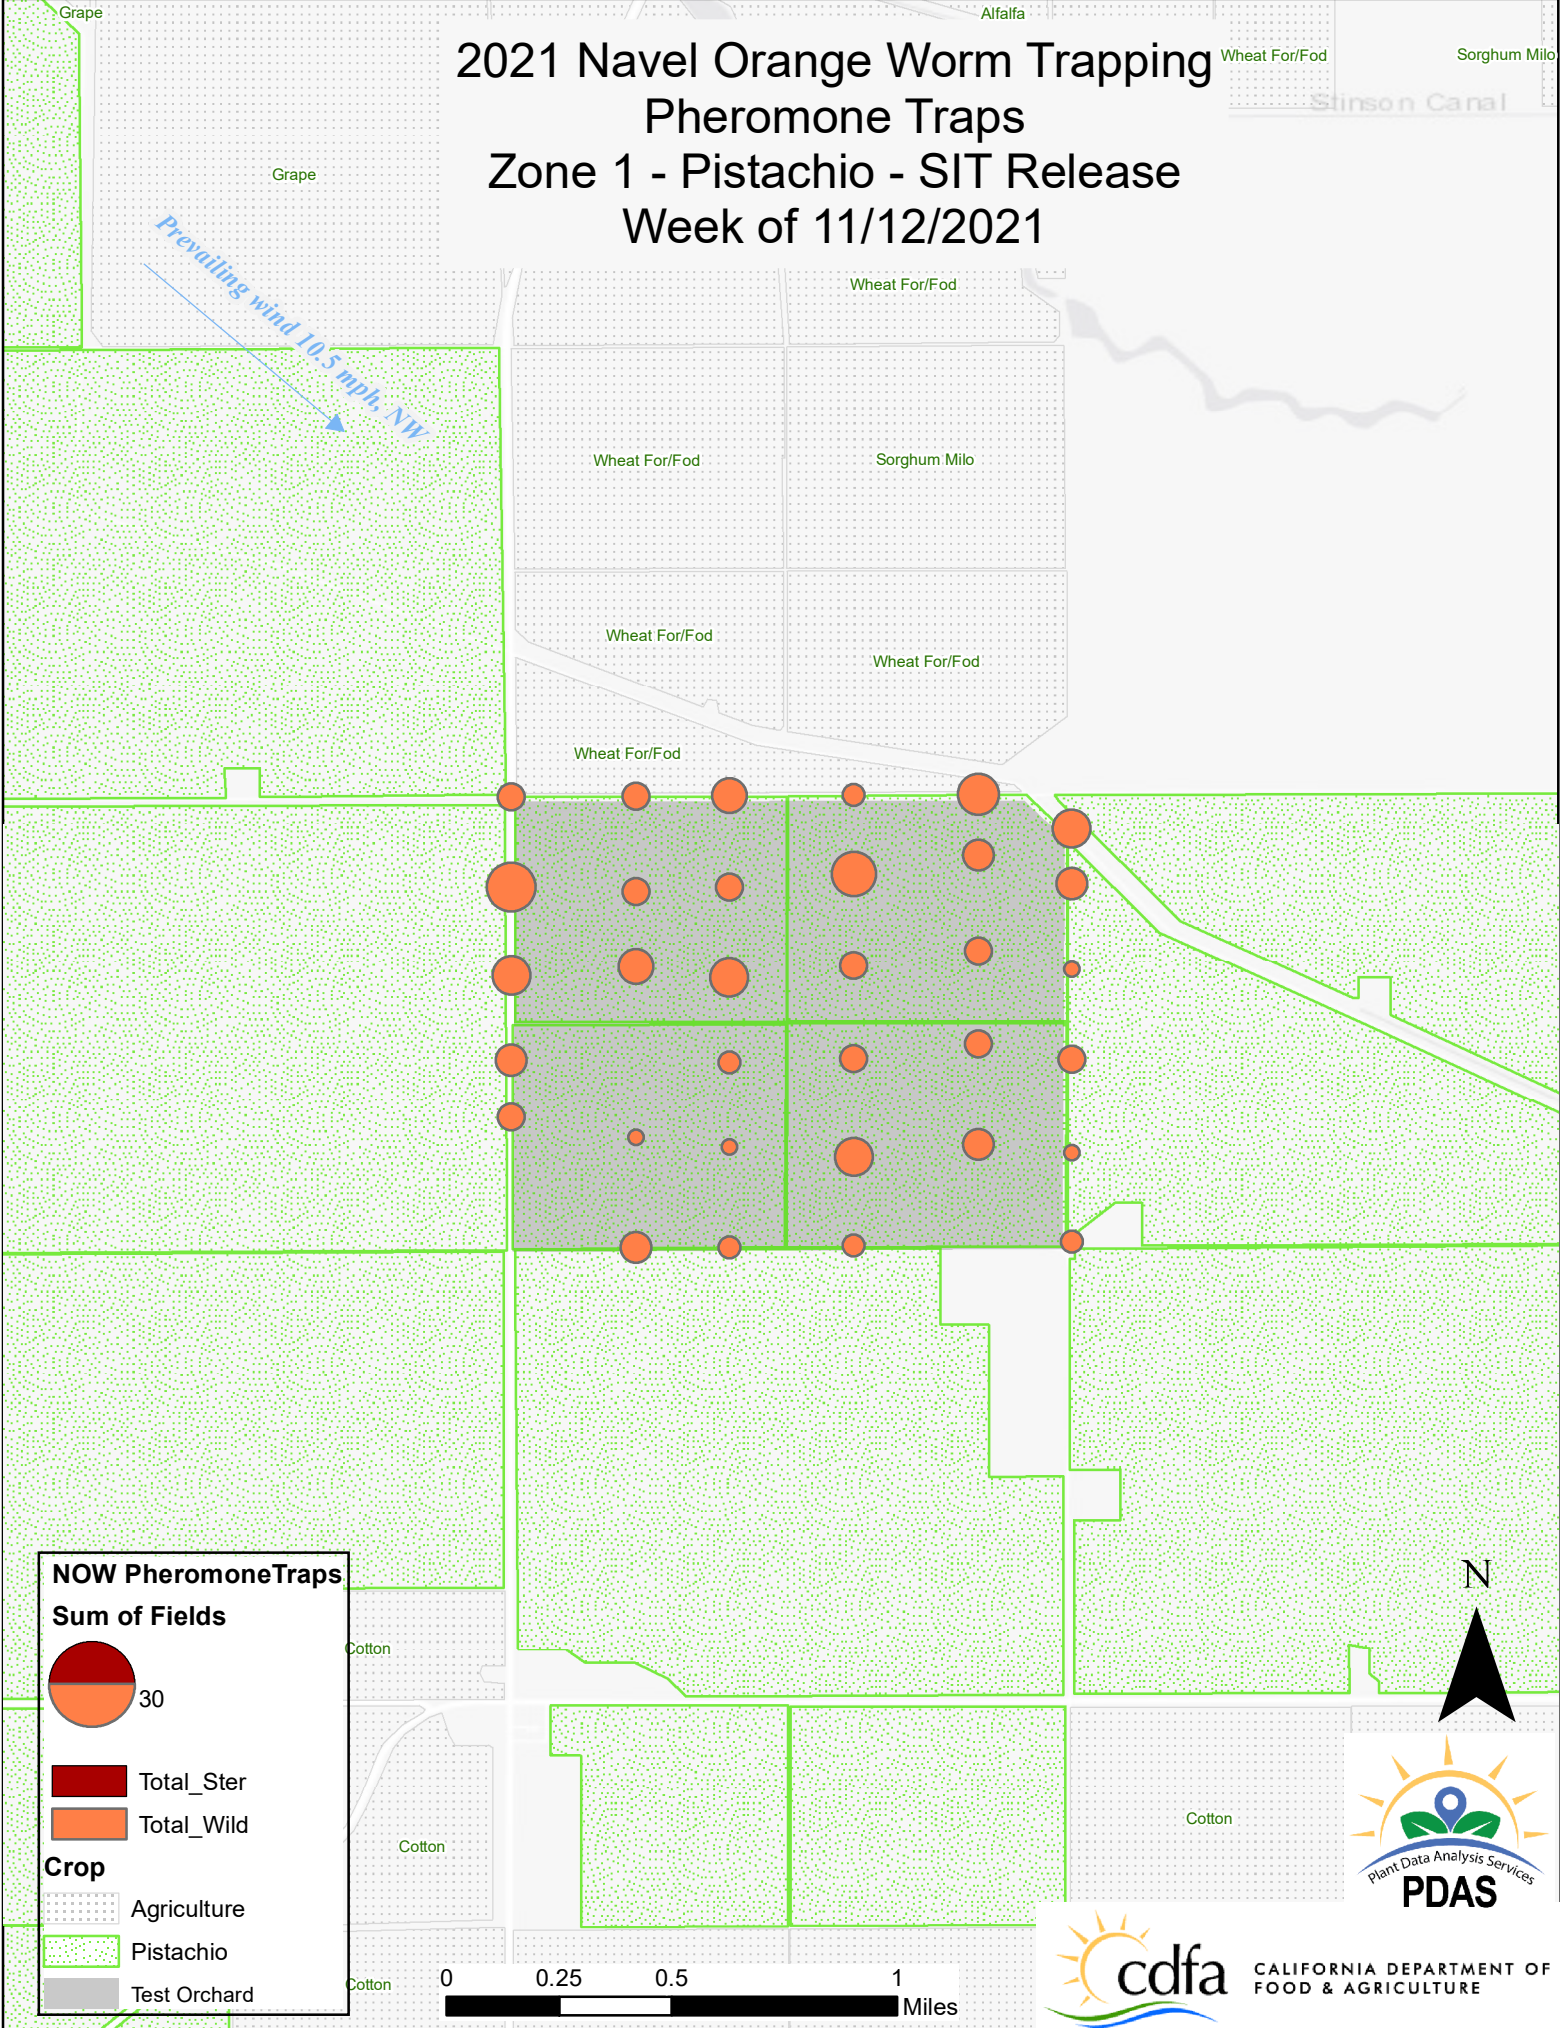 Grape
Alfalfa
2021 Navel Orange Worm Trapping
Pheromone Traps
Zone 1 - Pistachio - SIT Release
Week of 11/12/2021
Wheat For/Fod
Sorghum Milo
Stinson Canal
Grape
Prevailing wind 10.5 mph, NW
Wheat For/Fod
Wheat For/Fod
Sorghum Milo
Wheat For/Fod
Wheat For/Fod
Wheat For/Fod
NOW PheromoneTraps
Sum of Fields
30
Total_Ster
Total_Wild
Crop
Agriculture
Pistachio
Test Orchard
Cotton
Cotton
Cotton
Cotton
0 0.25 0.5 1
Miles
N
Plant Data Analysis Services
PDAS
cdfa
CALIFORNIA DEPARTMENT OF
FOOD & AGRICULTURE